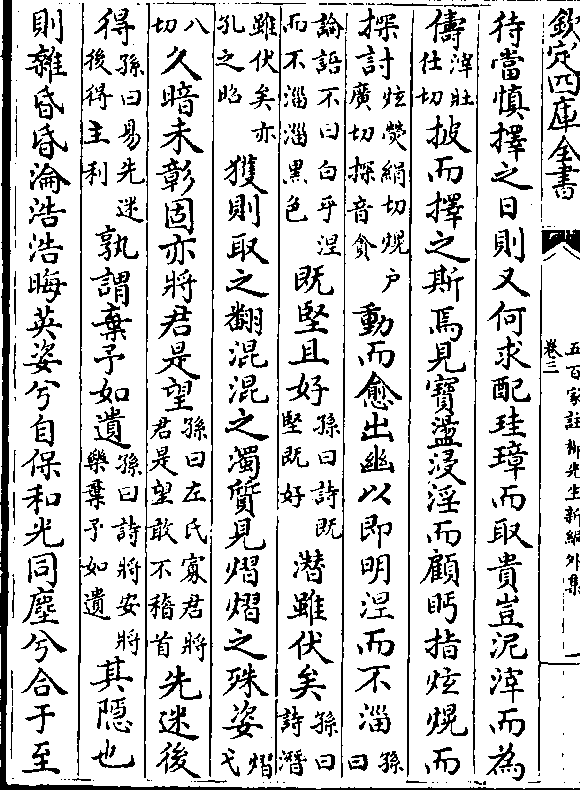 欽定四庫全書
五百家註柳先生新編外集
卷三
待當慎擇之日則又何求配珪璋而取貴豈泥滓而為
儔滓壯仕切披而擇之斯焉見寶盪浸淫而顧眄指炫熀而
探討炫熒絹切熀戶廣切探音貪動而愈出幽以即明涅而不淄孫曰
論語不曰白乎涅而不淄淄黑色既堅且好孫曰詩既堅既好潛雖伏矣孫曰詩潛
雖伏矣亦孔之昭獲則取之翻混混之濁質見熠熠之殊姿熠弋
八切久暗未彰固亦將君是望孫曰左氏寡君將君是望敢不稽首先迷後
得孫曰易先迷後得主利孰謂棄予如遺孫曰詩將安將樂棄予如遺其隱也
則雜昏昏淪浩浩晦英姿兮自保和光同塵兮合于至